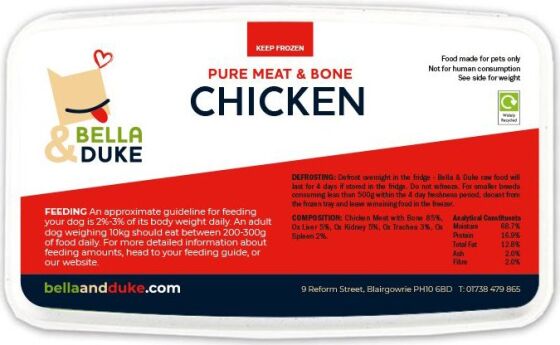 KEEP FROZEN
PURE MEAT & BONE
CHICKEN
Food made for pets only
Not for human consumption
See side for weight
Widely
Recycled
BELLA
& DUKE
DEFROSTING: Defrost overnight in the fridge - Bella & Duke raw food will
last for 4 days if stored in the fridge. Do not refreeze. For smaller breeds
consuming less than 500g within the 4 day freshness period, decant from
the frozen tray and leave remaining food in the freezer.
FEEDING An approximate guideline for feeding
your dog is 2%-3% of its body weight daily. An adult
dog weighing 10kg should eat between 200-300g
of food daily. For more detailed information about
feeding amounts, head to your feeding guide, or
our website.
COMPOSITION: Chicken Meat with Bone 85%,
Ox Liver 5%, Ox Kidney 5%, Ox Trachea 3%, Ox
Spleen 2%.
Analytical Constituents
Moisture 68.7%
Protein 16.9%
Total Fat 12.8%
Ash 2.0%
Fibre 2.0%
bellaandduke.com
9 Reform Street, Blairgowrie PH10 6BD T: 01738 479 865